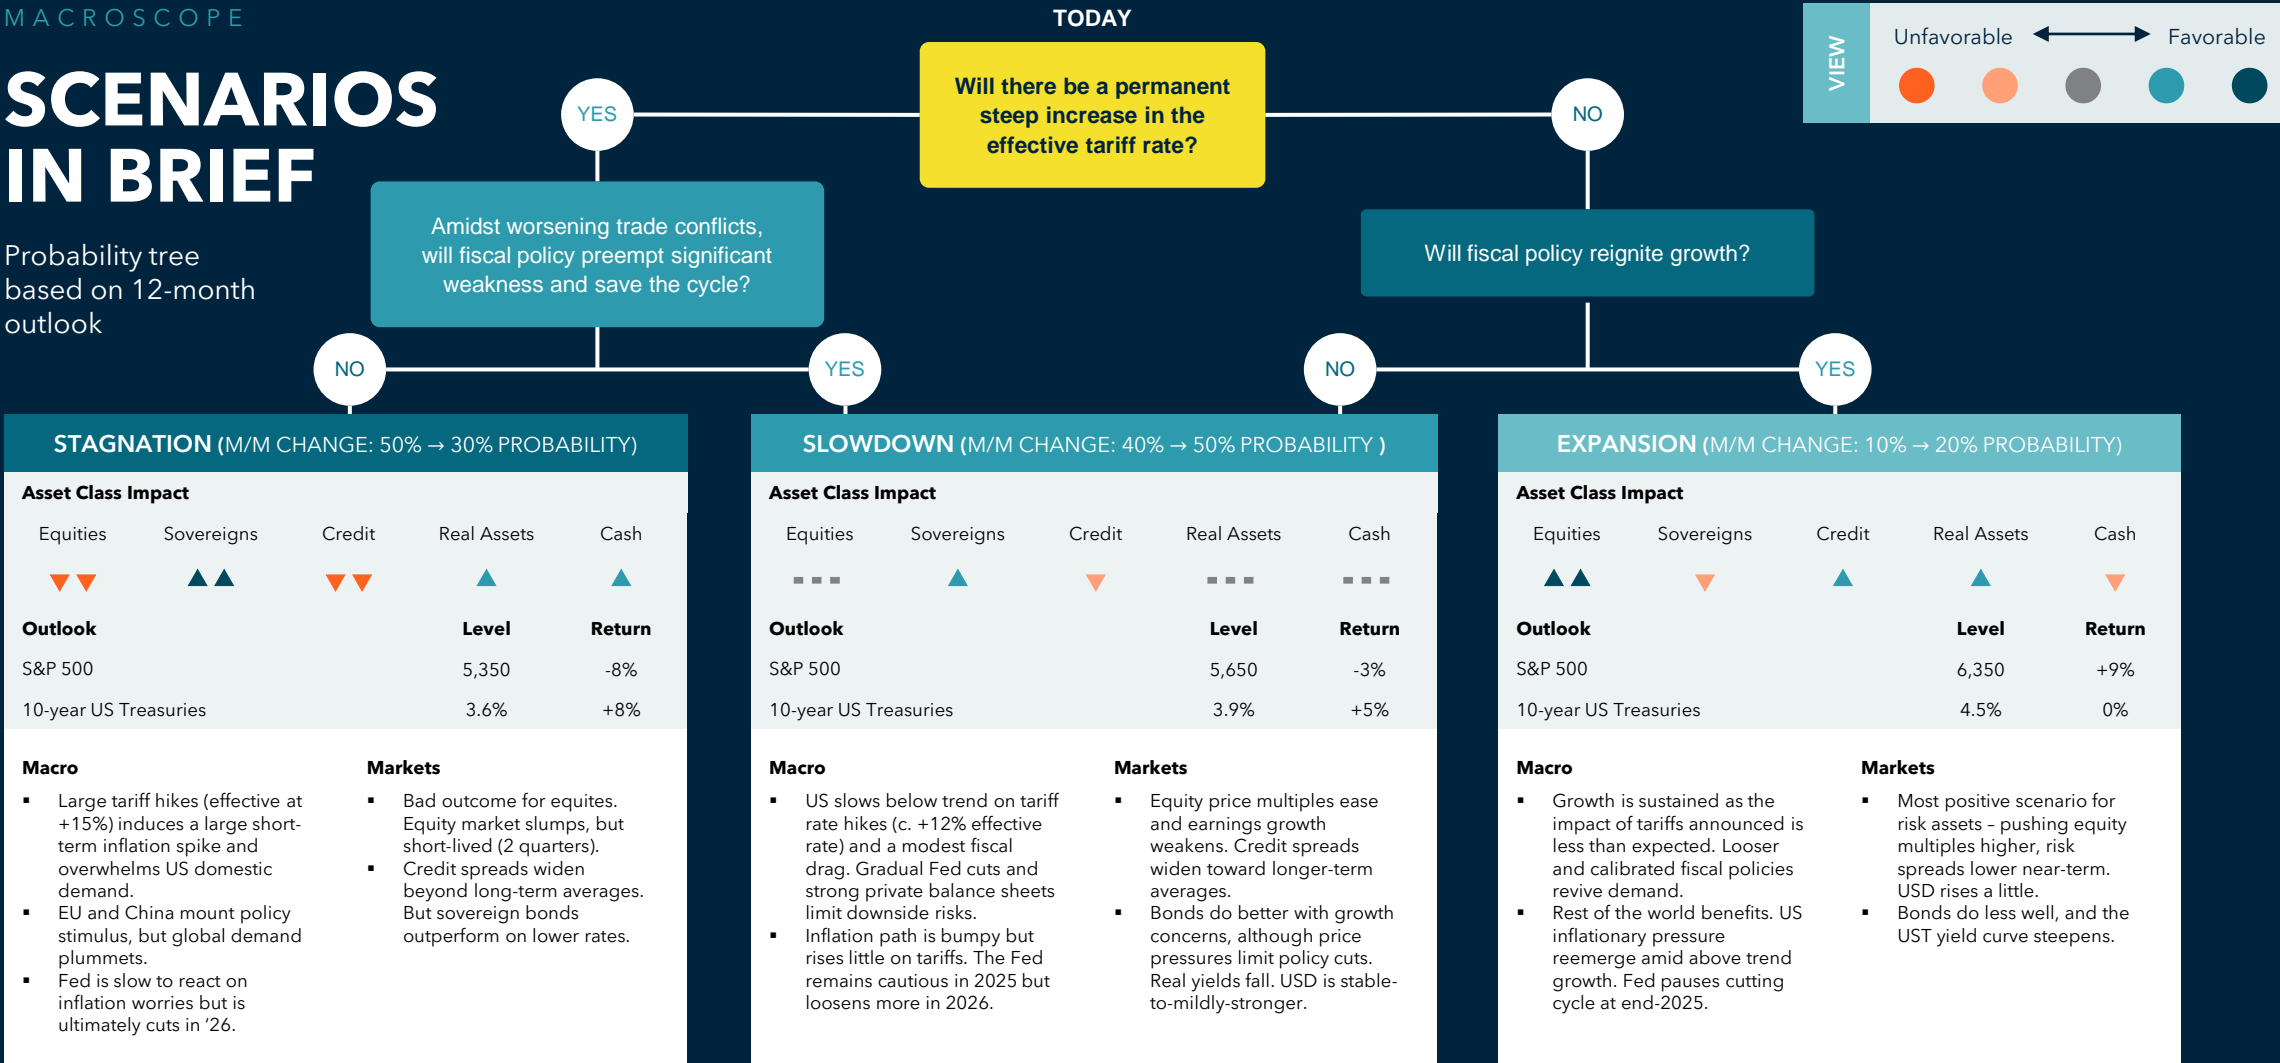 MACROSCOPE
SCENARIOS
IN BRIEF
Probability tree
based on 12-month
outlook
TODAY
Will there be a permanent
steep increase in the
effective tariff rate?
VIEW
Unfavorable Favorable
YES
NO
Amidst worsening trade conflicts,
will fiscal policy preempt significant
weakness and save the cycle?
Will fiscal policy reignite growth?
NO
YES
NO
YES
STAGNATION (M/M CHANGE: 50% → 30% PROBABILITY)
Asset Class Impact
Equities Sovereigns Credit Real Assets Cash
Outlook Level Return
S&P 500 5,350 -8%
10-year US Treasuries 3.6% +8%
Macro
▪ Large tariff hikes (effective at
+15%) induces a large short-
term inflation spike and
overwhelms US domestic
demand.
▪ EU and China mount policy
stimulus, but global demand
plummets.
▪ Fed is slow to react on
inflation worries but is
ultimately cuts in ‘26.
Markets
▪ Bad outcome for equites.
Equity market slumps, but
short-lived (2 quarters).
▪ Credit spreads widen
beyond long-term averages.
But sovereign bonds
outperform on lower rates.
SLOWDOWN (M/M CHANGE: 40% → 50% PROBABILITY )
Asset Class Impact
Equities Sovereigns Credit Real Assets Cash
Outlook Level Return
S&P 500 5,650 -3%
10-year US Treasuries 3.9% +5%
Macro
▪ US slows below trend on tariff
rate hikes (c. +12% effective
rate) and a modest fiscal
drag. Gradual Fed cuts and
strong private balance sheets
limit downside risks.
▪ Inflation path is bumpy but
rises little on tariffs. The Fed
remains cautious in 2025 but
loosens more in 2026.
Markets
▪ Equity price multiples ease
and earnings growth
weakens. Credit spreads
widen toward longer-term
averages.
▪ Bonds do better with growth
concerns, although price
pressures limit policy cuts.
Real yields fall. USD is stable-
to-mildly-stronger.
EXPANSION (M/M CHANGE: 10% → 20% PROBABILITY)
Asset Class Impact
Equities Sovereigns Credit Real Assets Cash
Outlook Level Return
S&P 500 6,350 +9%
10-year US Treasuries 4.5% 0%
Macro
▪ Growth is sustained as the
impact of tariffs announced is
less than expected. Looser
and calibrated fiscal policies
revive demand.
▪ Rest of the world benefits. US
inflationary pressure
reemerge amid above trend
growth. Fed pauses cutting
cycle at end-2025.
Markets
▪ Most positive scenario for
risk assets – pushing equity
multiples higher, risk
spreads lower near-term.
USD rises a little.
▪ Bonds do less well, and the
UST yield curve steepens.